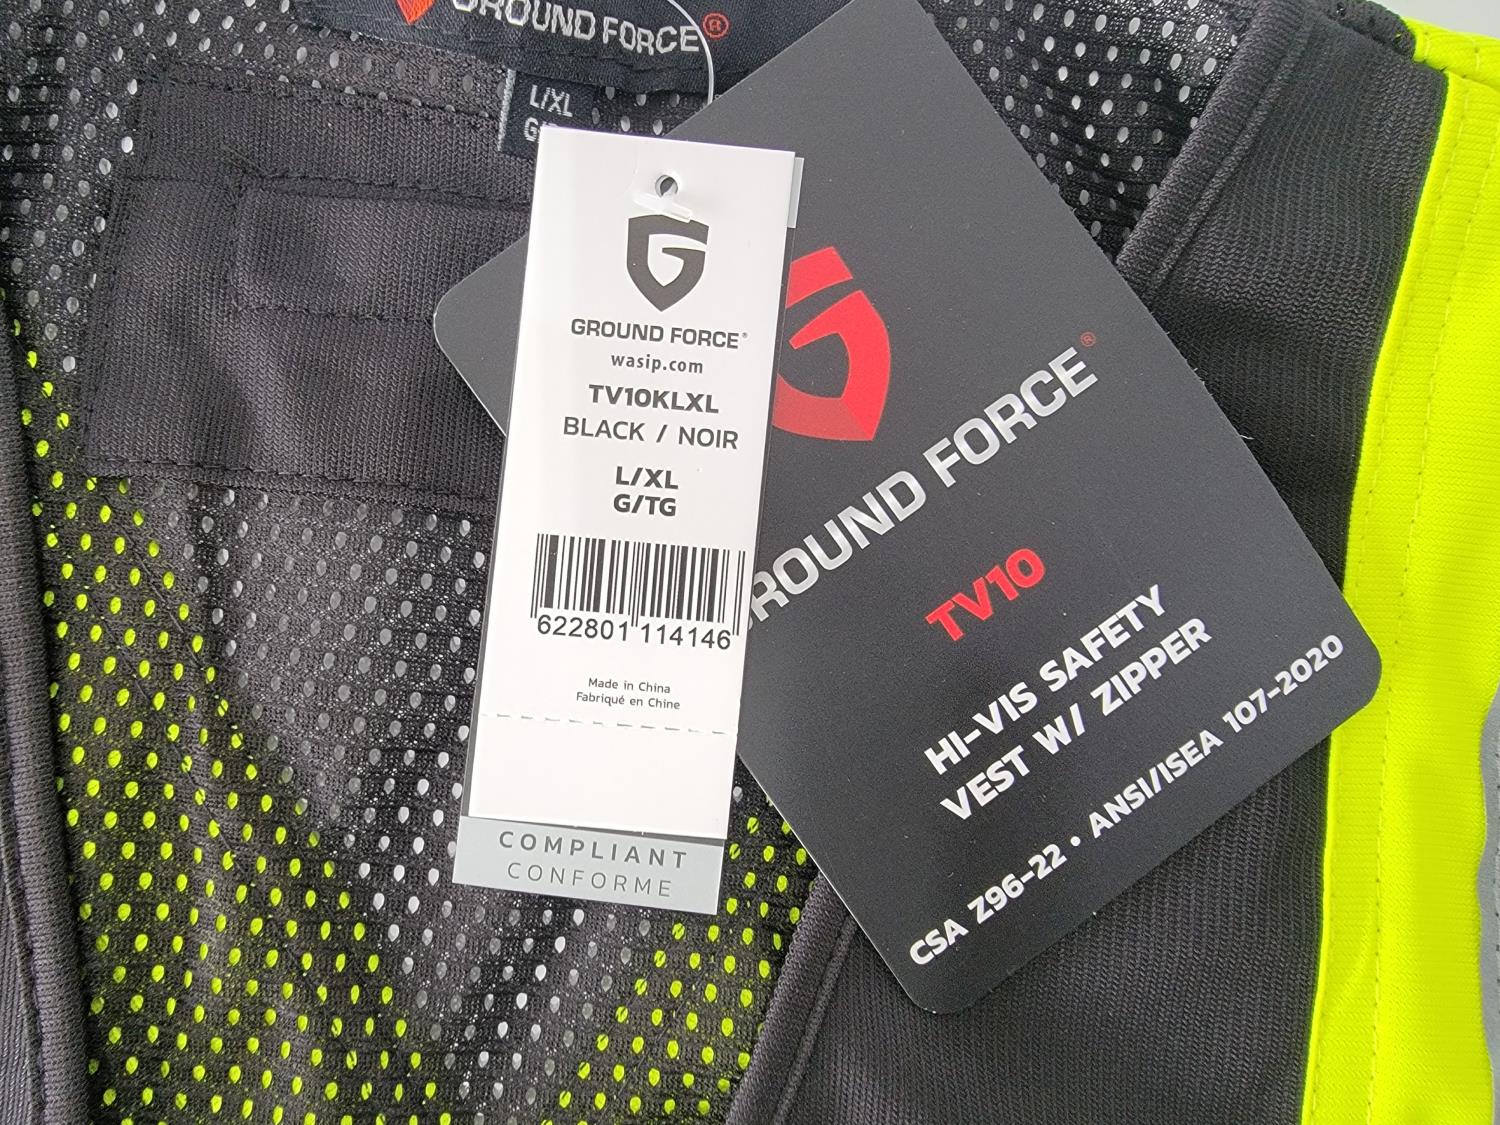 GROUND FORCE®
L/XL
GROUND FORCE®
wasip.com
TV10KLXL
BLACK / NOIR
L/XL
G/TG
622801 114146
Made in China
Fabriqué en Chine
COMPLIANT
CONFORME
GROUND FORCE®
TV10
HI-VIS SAFETY
VEST W/ ZIPPER
CSA Z96-22 • ANSI/ISEA 107-2020